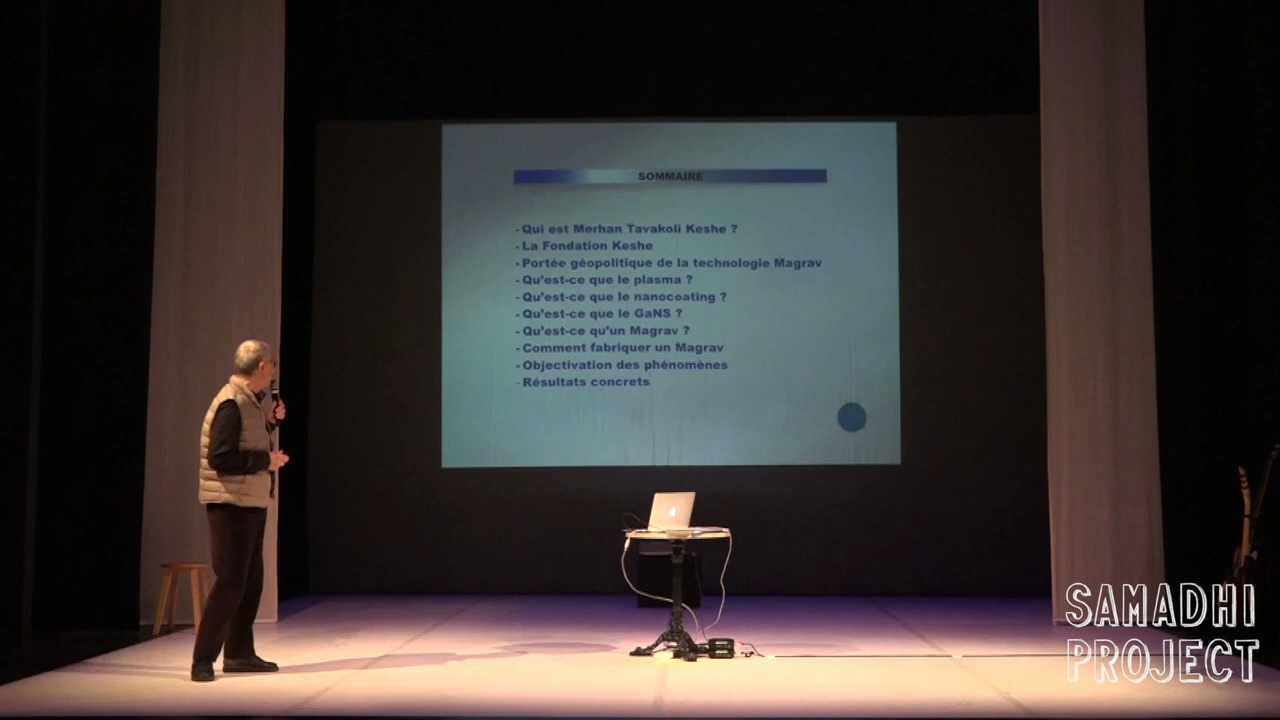 SOMMAIRE
- Qui est Merhan Tavakoli Keshe ?
- La Fondation Keshe
- Portée géopolitique de la technologie Magrav
- Qu'est-ce que le plasma ?
- Qu'est-ce que le nanocoating ?
- Qu'est-ce que le GaNS ?
- Qu'est-ce qu'un Magrav ?
- Comment fabriquer un Magrav
- Objectivation des phénomènes
- Résultats concrets
SAMADHI
PROJECT